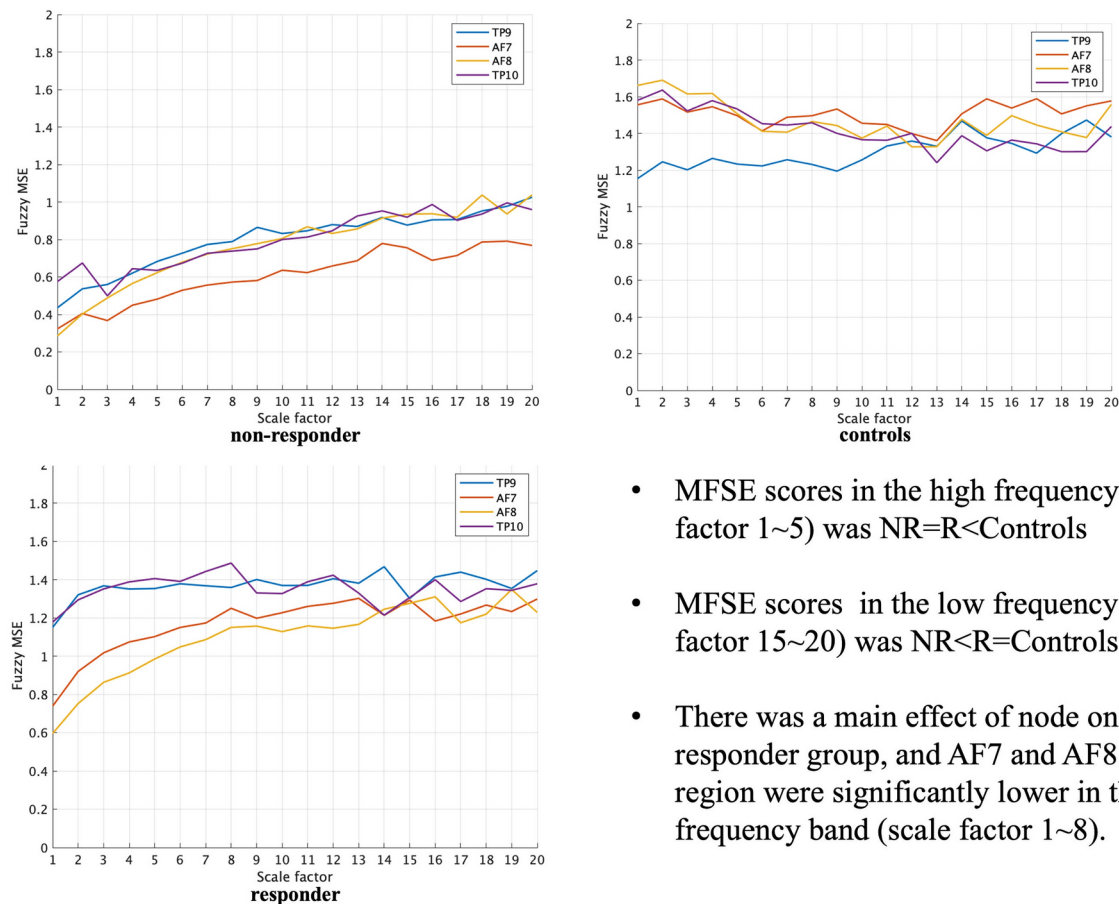 2
1.8
1.6
1.4
1.2
1
0.8
0.6
0.4
0.2
0
Fuzzy MSE
TP9
AF7
AF8
TP10
1 2 3 4 5 6 7 8 9 10 11 12 13 14 15 16 17 18 19 20
Scale factor
non-responder
2
1.8
1.6
1.4
1.2
1
0.8
0.6
0.4
0.2
0
Fuzzy MSE
TP9
AF7
AF8
TP10
1 2 3 4 5 6 7 8 9 10 11 12 13 14 15 16 17 18 19 20
Scale factor
controls
1.8
1.6
1.4
1.2
1
0.8
0.6
0.4
0.2
0
Fuzzy MSE
TP9
AF7
AF8
TP10
1 2 3 4 5 6 7 8 9 10 11 12 13 14 15 16 17 18 19 20
Scale factor
responder
• MFSE scores in the high frequency
factor 1~5) was NR=R<Controls
• MFSE scores in the low frequency
factor 15~20) was NR<R=Controls
• There was a main effect of node on
responder group, and AF7 and AF8
region were significantly lower in
frequency band (scale factor 1~8).